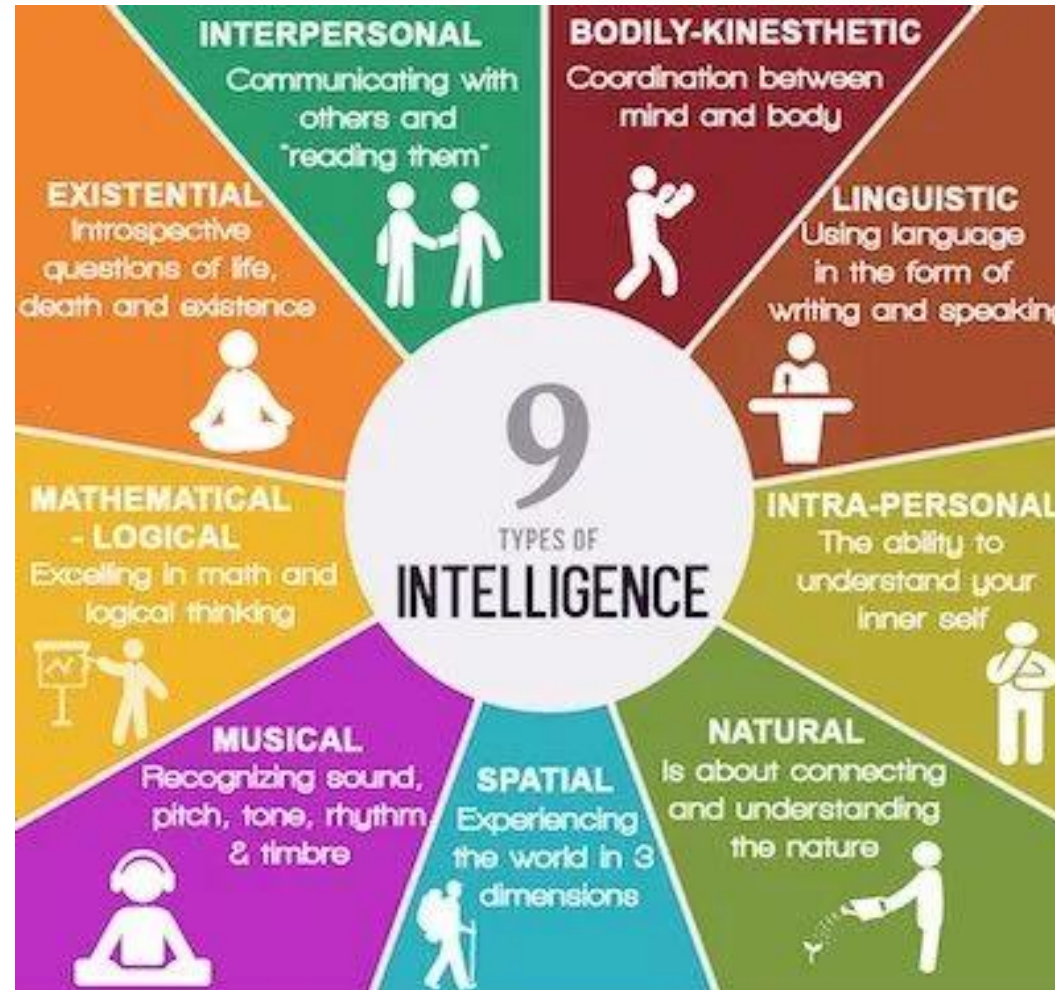 INTERPERSONAL
Communicating with
others and
"reading them"
BODILY-KINESTHETIC
Coordination between
mind and body
LINGUISTIC
Using language
in the form of
writing and speaking
INTRA-PERSONAL
The ability to
understand your
inner self
NATURAL
Is about connecting
and understanding
the nature
SPATIAL
Experiencing
the world in 3
dimensions
MUSICAL
Recognizing sound,
pitch, tone, rhythm
& timbre
MATHEMATICAL
- LOGICAL
Excelling in math and
logical thinking
EXISTENTIAL
Introspective
questions of life,
death and existence
9
TYPES OF
INTELLIGENCE